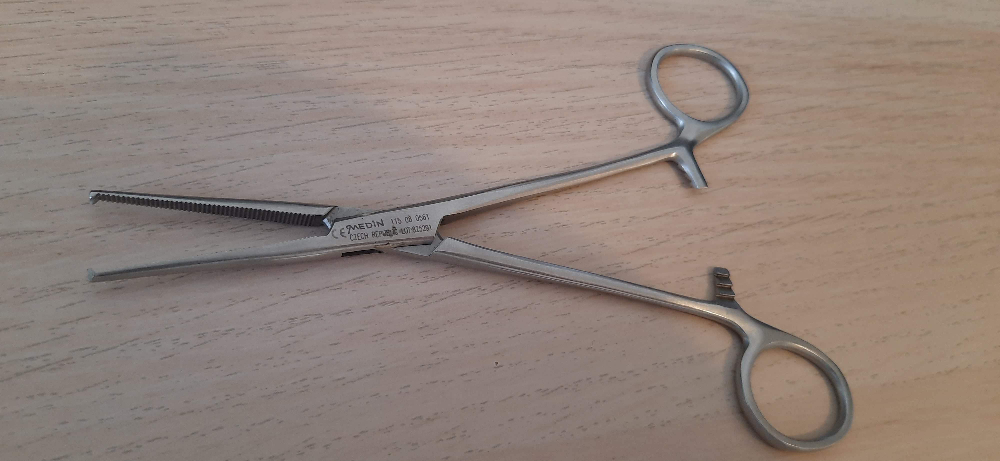 CE MEDIN 115 08 0561
CZECH REPUBLIC LOT:825291